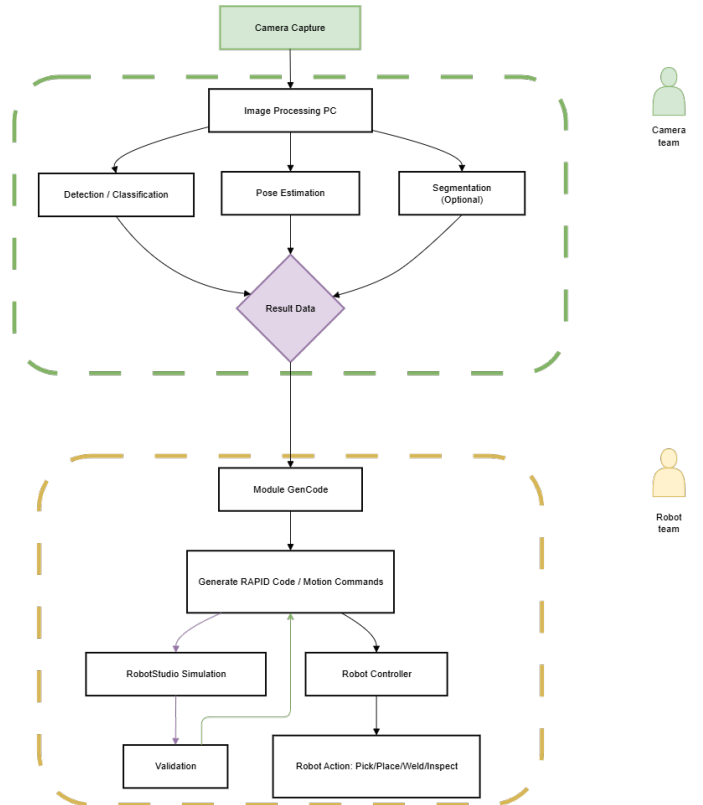 Camera Capture
Image Processing PC
Camera
team
Detection / Classification
Pose Estimation
Segmentation
(Optional)
Result Data
Module GenCode
Robot
team
Generate RAPID Code / Motion Commands
RobotStudio Simulation
Robot Controller
Validation
Robot Action: Pick/Place/Weld/Inspect